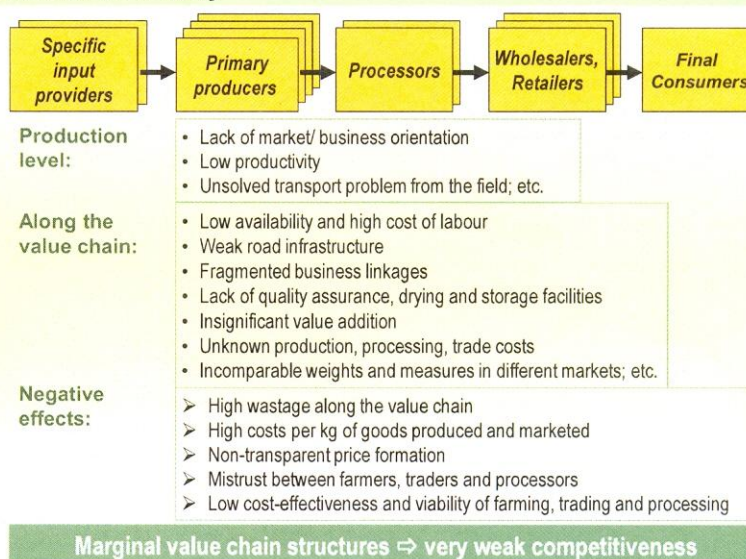 Specific
input
providers
Primary
producers
Processors
Wholesalers,
Retailers
Final
Consumers
Production
level:
• Lack of market/ business orientation
• Low productivity
• Unsolved transport problem from the field; etc.
Along the
value chain:
• Low availability and high cost of labour
• Weak road infrastructure
• Fragmented business linkages
• Lack of quality assurance, drying and storage facilities
• Insignificant value addition
• Unknown production, processing, trade costs
• Incomparable weights and measures in different markets; etc.
Negative
effects:
➢ High wastage along the value chain
➢ High costs per kg of goods produced and marketed
➢ Non-transparent price formation
➢ Mistrust between farmers, traders and processors
➢ Low cost-effectiveness and viability of farming, trading and processing
Marginal value chain structures ⇨ very weak competitiveness